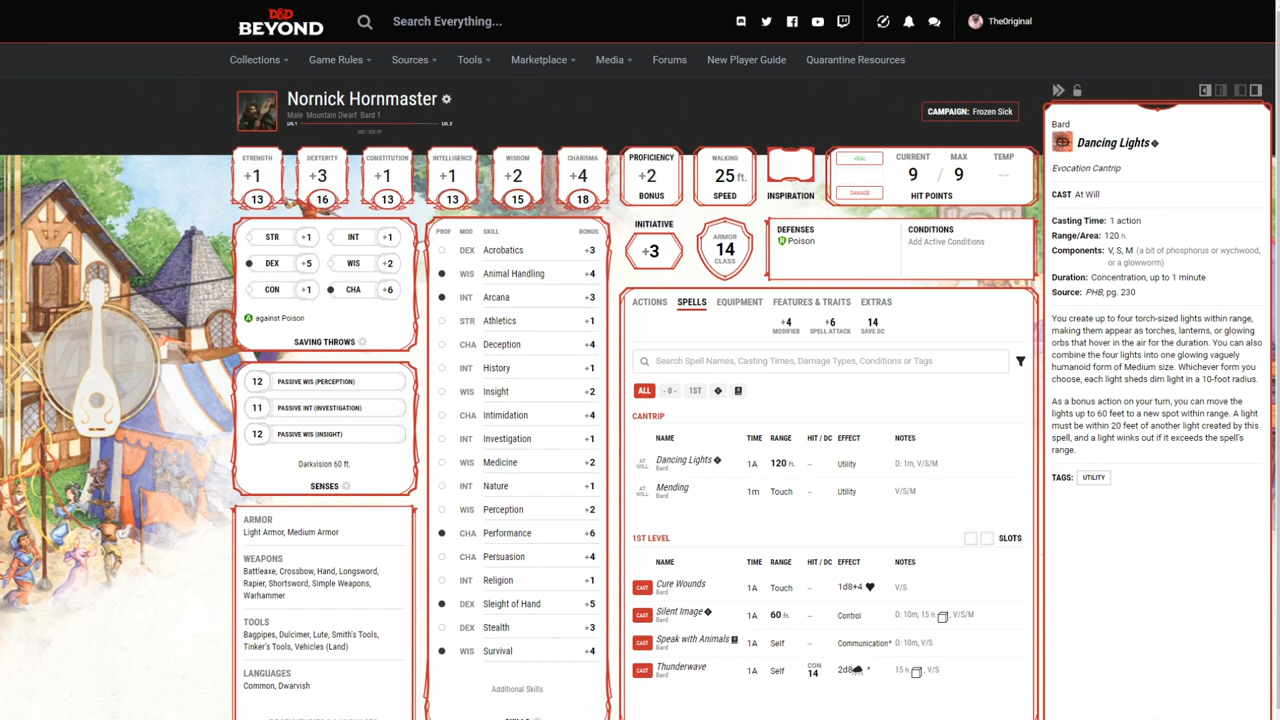 D&D
BEYOND
Search Everything...
The0riginal
Collections
Game Rules
Sources
Tools
Marketplace
Media
Forums
New Player Guide
Quarantine Resources
Nornick Hornmaster
Male Mountain Dwarf Bard 1
LVL 1
LVL 2
CAMPAIGN: Frozen Sick
STRENGTH
+1
13
DEXTERITY
+3
16
CONSTITUTION
+1
13
INTELLIGENCE
+1
13
WISDOM
+2
15
CHARISMA
+4
18
PROFICIENCY
+2
BONUS
WALKING
25 ft.
SPEED
INSPIRATION
HEAL
DAMAGE
CURRENT
MAX
TEMP
9 / 9 --
HIT POINTS
STR +1
INT +1
DEX +5
WIS +2
CON +1
CHA +6
A against Poison
SAVING THROWS
12 PASSIVE WIS (PERCEPTION)
11 PASSIVE INT (INVESTIGATION)
12 PASSIVE WIS (INSIGHT)
Darkvision 60 ft.
SENSES
ARMOR
Light Armor, Medium Armor
WEAPONS
Battleaxe, Crossbow, Hand, Longsword,
Rapier, Shortsword, Simple Weapons,
Warhammer
TOOLS
Bagpipes, Dulcimer, Lute, Smith's Tools,
Tinker's Tools, Vehicles (Land)
LANGUAGES
Common, Dwarvish
PROF MOD SKILL BONUS
DEX Acrobatics +3
WIS Animal Handling +4
INT Arcana +3
STR Athletics +1
CHA Deception +4
INT History +1
WIS Insight +2
CHA Intimidation +4
INT Investigation +1
WIS Medicine +2
INT Nature +1
WIS Perception +2
CHA Performance +6
CHA Persuasion +4
INT Religion +1
DEX Sleight of Hand +5
DEX Stealth +3
WIS Survival +4
Additional Skills
INITIATIVE
+3
ARMOR
14
CLASS
DEFENSES
Poison
CONDITIONS
Add Active Conditions
ACTIONS SPELLS EQUIPMENT FEATURES & TRAITS EXTRAS
+4 +6 14
MODIFIER SPELL ATTACK SAVE DC
Search Spell Names, Casting Times, Damage Types, Conditions or Tags
ALL - 0 - 1ST
CANTRIP
NAME TIME RANGE HIT / DC EFFECT NOTES
AT WILL Dancing Lights 1A 120 ft. -- Utility D: 1m, V/S/M
Bard
AT WILL Mending 1m Touch -- Utility V/S/M
Bard
1ST LEVEL SLOTS
NAME TIME RANGE HIT / DC EFFECT NOTES
CAST Cure Wounds 1A Touch -- 1d8+4 V/S
Bard
CAST Silent Image 1A 60 ft. -- Control D: 10m, 15 ft. , V/S/M
Bard
CAST Speak with Animals 1A Self -- Communication* D: 10m, V/S
Bard
CAST Thunderwave 1A Self CON 14 2d8 * 15 ft. , V/S
Bard
Bard
Dancing Lights
Evocation Cantrip
CAST At Will
Casting Time: 1 action
Range/Area: 120 ft.
Components: V, S, M (a bit of phosphorus or wychwood,
or a glowworm)
Duration: Concentration, up to 1 minute
Source: PHB, pg. 230
You create up to four torch-sized lights within range,
making them appear as torches, lanterns, or glowing
orbs that hover in the air for the duration. You can also
combine the four lights into one glowing vaguely
humanoid form of Medium size. Whichever form you
choose, each light sheds dim light in a 10-foot radius.
As a bonus action on your turn, you can move the
lights up to 60 feet to a new spot within range. A light
must be within 20 feet of another light created by this
spell, and a light winks out if it exceeds the spell's
range.
TAGS: UTILITY